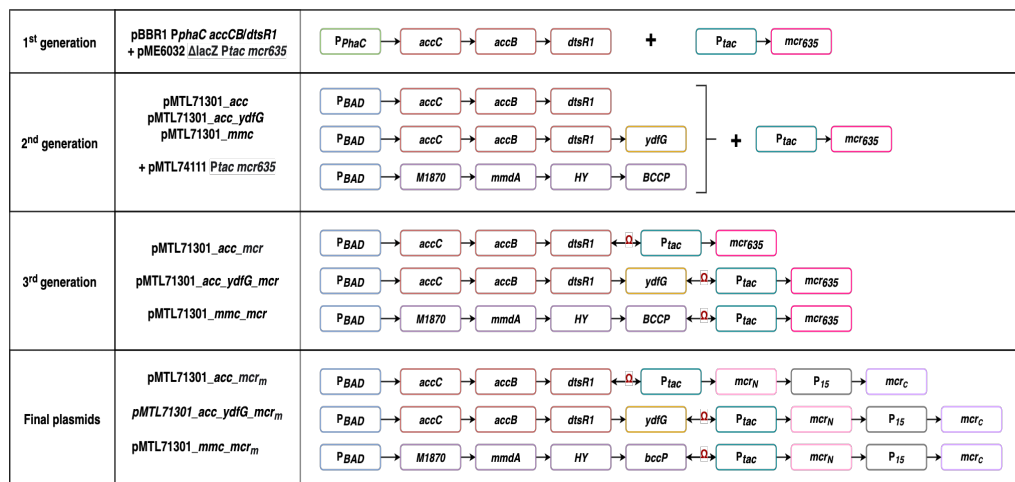 1st generation
pBBR1 PphaC accCB/dtsR1
+ pME6032 ΔlacZ Ptac mcr635
PPhaC accC accB dtsR1 + Ptac mcr635
2nd generation
pMTL71301_acc
pMTL71301_acc_ydfG
pMTL71301_mmc
+ pMTL74111 Ptac mcr635
PBAD accC accB dtsR1
PBAD accC accB dtsR1 ydfG
PBAD M1870 mmdA HY BCCP
+ Ptac mcr635
3rd generation
pMTL71301_acc_mcr
pMTL71301_acc_ydfG_mcr
pMTL71301_mmc_mcr
PBAD accC accB dtsR1 Ω Ptac mcr635
PBAD accC accB dtsR1 ydfG Ω Ptac mcr635
PBAD M1870 mmdA HY BCCP Ω Ptac mcr635
Final plasmids
pMTL71301_acc_mcrm
pMTL71301_acc_ydfG_mcrm
pMTL71301_mmc_mcrm
PBAD accC accB dtsR1 Ω Ptac mcrN P15 mcrC
PBAD accC accB dtsR1 ydfG Ω Ptac mcrN P15 mcrC
PBAD M1870 mmdA HY bccP Ω Ptac mcrN P15 mcrC